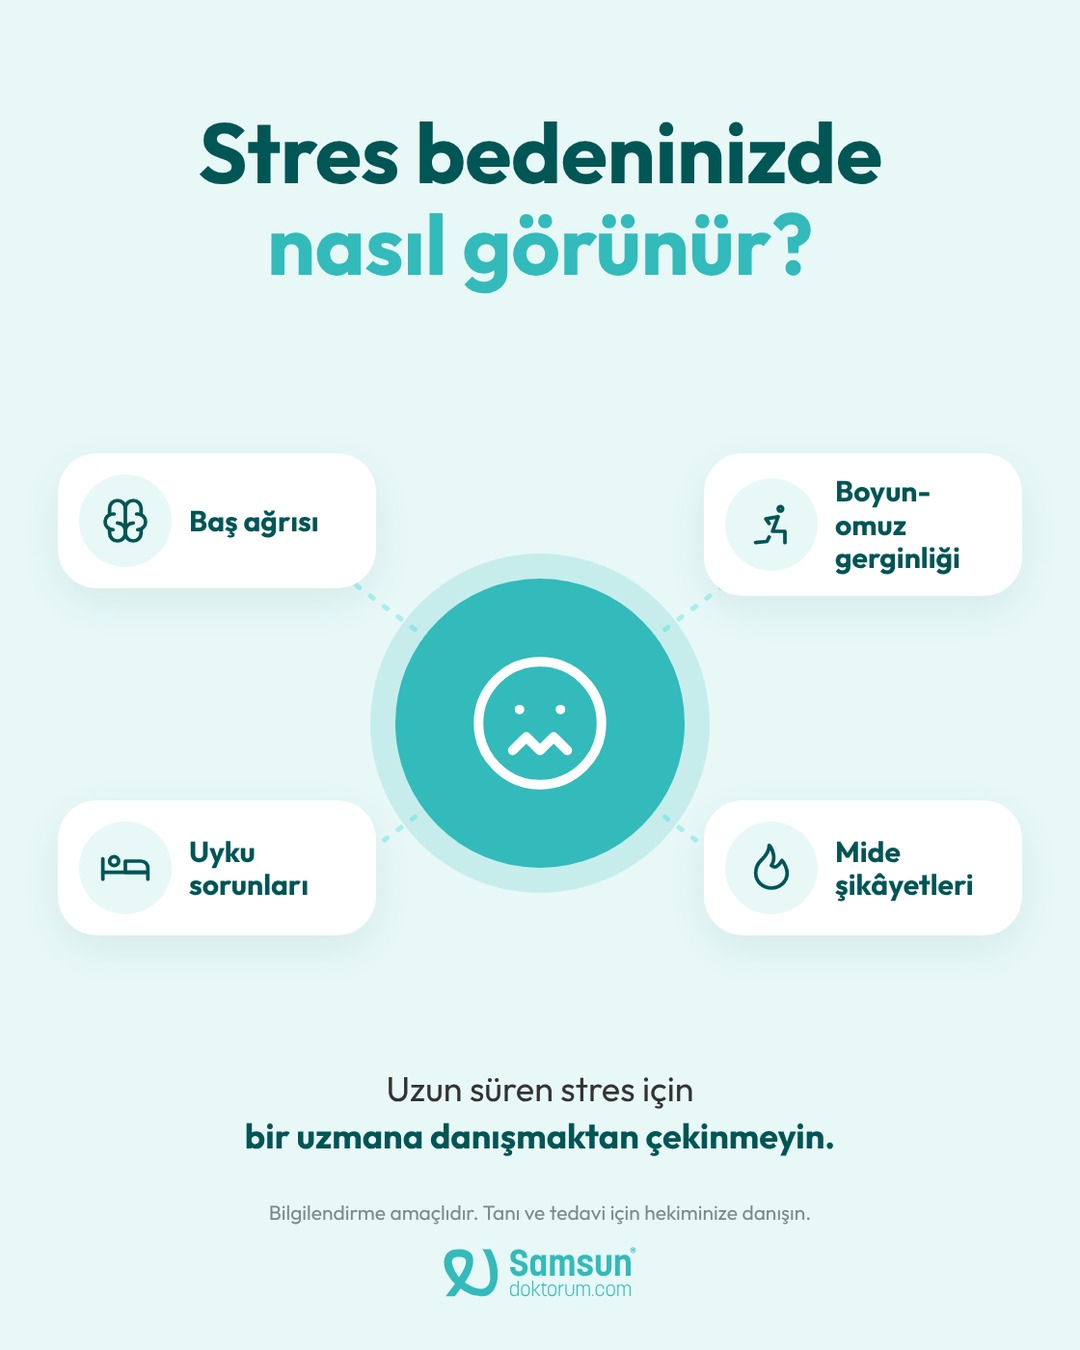 Stres bedeninizde
nasıl görünür?
Baş ağrısı
Boyun-
omuz
gerginliği
Uyku
sorunları
Mide
şikâyetleri
Uzun süren stres için
bir uzmana danışmaktan çekinmeyin.
Bilgilendirme amaçlıdır. Tanı ve tedavi için hekiminize danışın.
Samsun®
doktorum.com